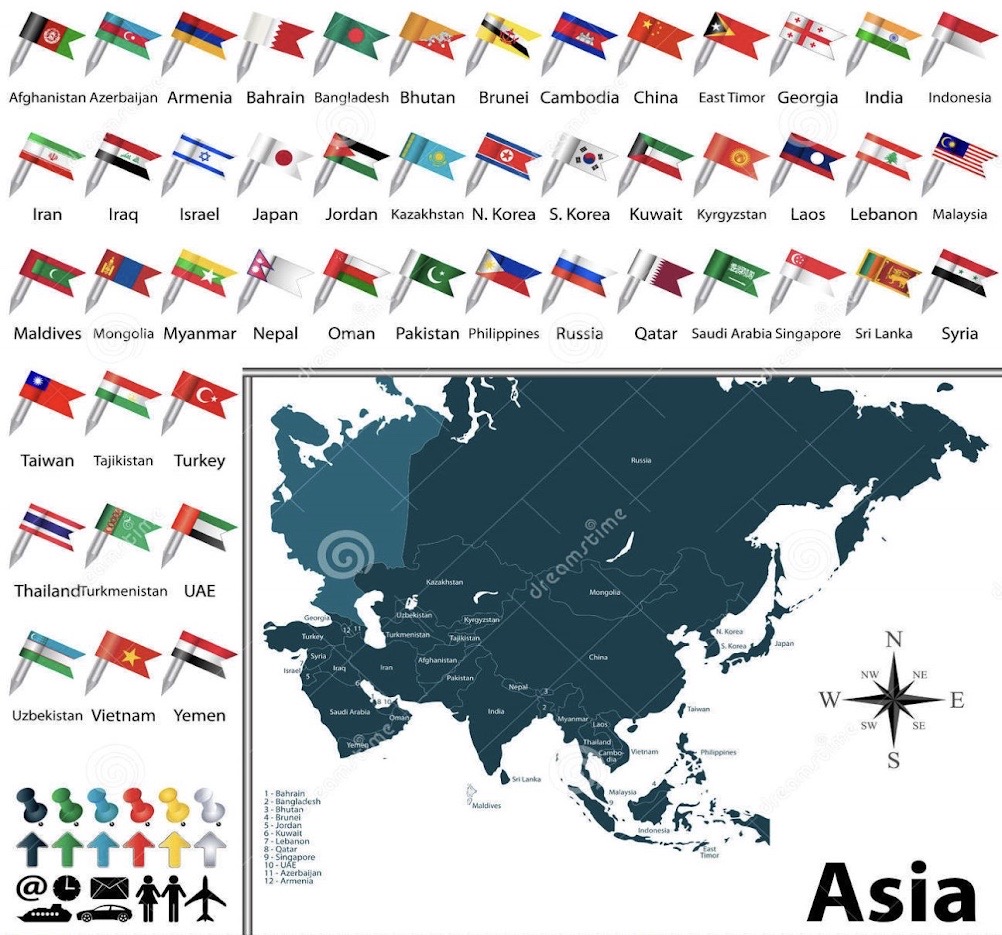 Afghanistan Azerbaijan Armenia Bahrain Bangladesh Bhutan Brunei Cambodia China East Timor Georgia India Indonesia
Iran Iraq Israel Japan Jordan Kazakhstan N. Korea S. Korea Kuwait Kyrgyzstan Laos Lebanon Malaysia
Maldives Mongolia Myanmar Nepal Oman Pakistan Philippines Russia Qatar Saudi Arabia Singapore Sri Lanka Syria
Taiwan Tajikistan Turkey
Thailand Turkmenistan UAE
Uzbekistan Vietnam Yemen
@
Russia
Kazakhstan
Mongolia
Uzbekistan
Georgia
Kyrgyzstan
12 11
Turkey
Turkmenistan
Tajikistan
N. Korea
S. Korea
Japan
Syria
China
Afghanistan
7
Israel
Iraq
Iran
5
Pakistan
6
Nepal
3
8 10
2
Saudi Arabia
Oman
India
Myanmar
Taiwan
Laos
Yemen
Thailand
Cambo-
dia
Vietnam
Philippines
Sri Lanka
4
Malaysia
9
Maldives
Indonesia
East
Timor
1 - Bahrain
2 - Bangladesh
3 - Bhutan
4 - Brunei
5 - Jordan
6 - Kuwait
7 - Lebanon
8 - Qatar
9 - Singapore
10 - UAE
11 - Azerbaijan
12 - Armenia
N
NW NE
W E
SW SE
S
Asia
dreamstime